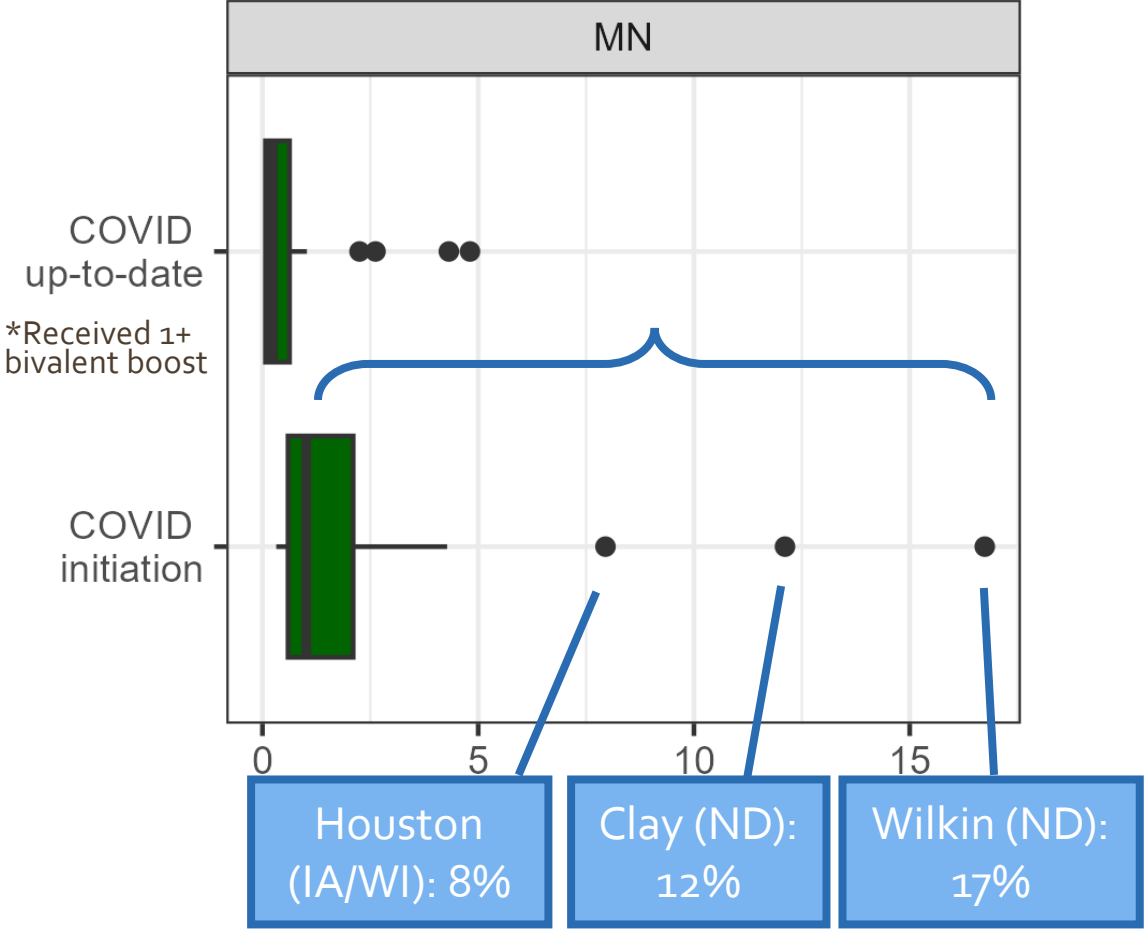 MN
COVID
up-to-date
*Received 1+
bivalent boost
COVID
initiation
0 5 10 15
Houston
(IA/WI): 8%
Clay (ND):
12%
Wilkin (ND):
17%